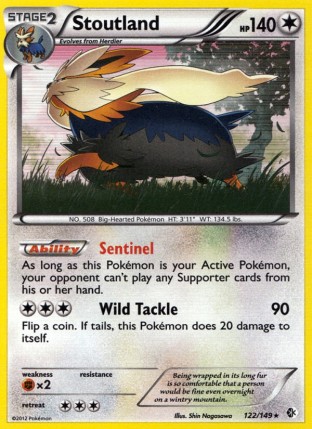 STAGE2
Stoutland
HP140
Evolves from Herdier
NO. 508 Big-Hearted Pokémon HT: 3'11" WT: 134.5 lbs.
Ability Sentinel
As long as this Pokémon is your Active Pokémon,
your opponent can't play any Supporter cards from
his or her hand.
Wild Tackle 90
Flip a coin. If tails, this Pokémon does 20 damage to
itself.
weakness resistance
×2
retreat
Being wrapped in its long fur
is so comfortable that a person
would be fine even overnight
on a wintry mountain.
©2012 Pokémon
Illus. Shin Nagasawa
122/149★